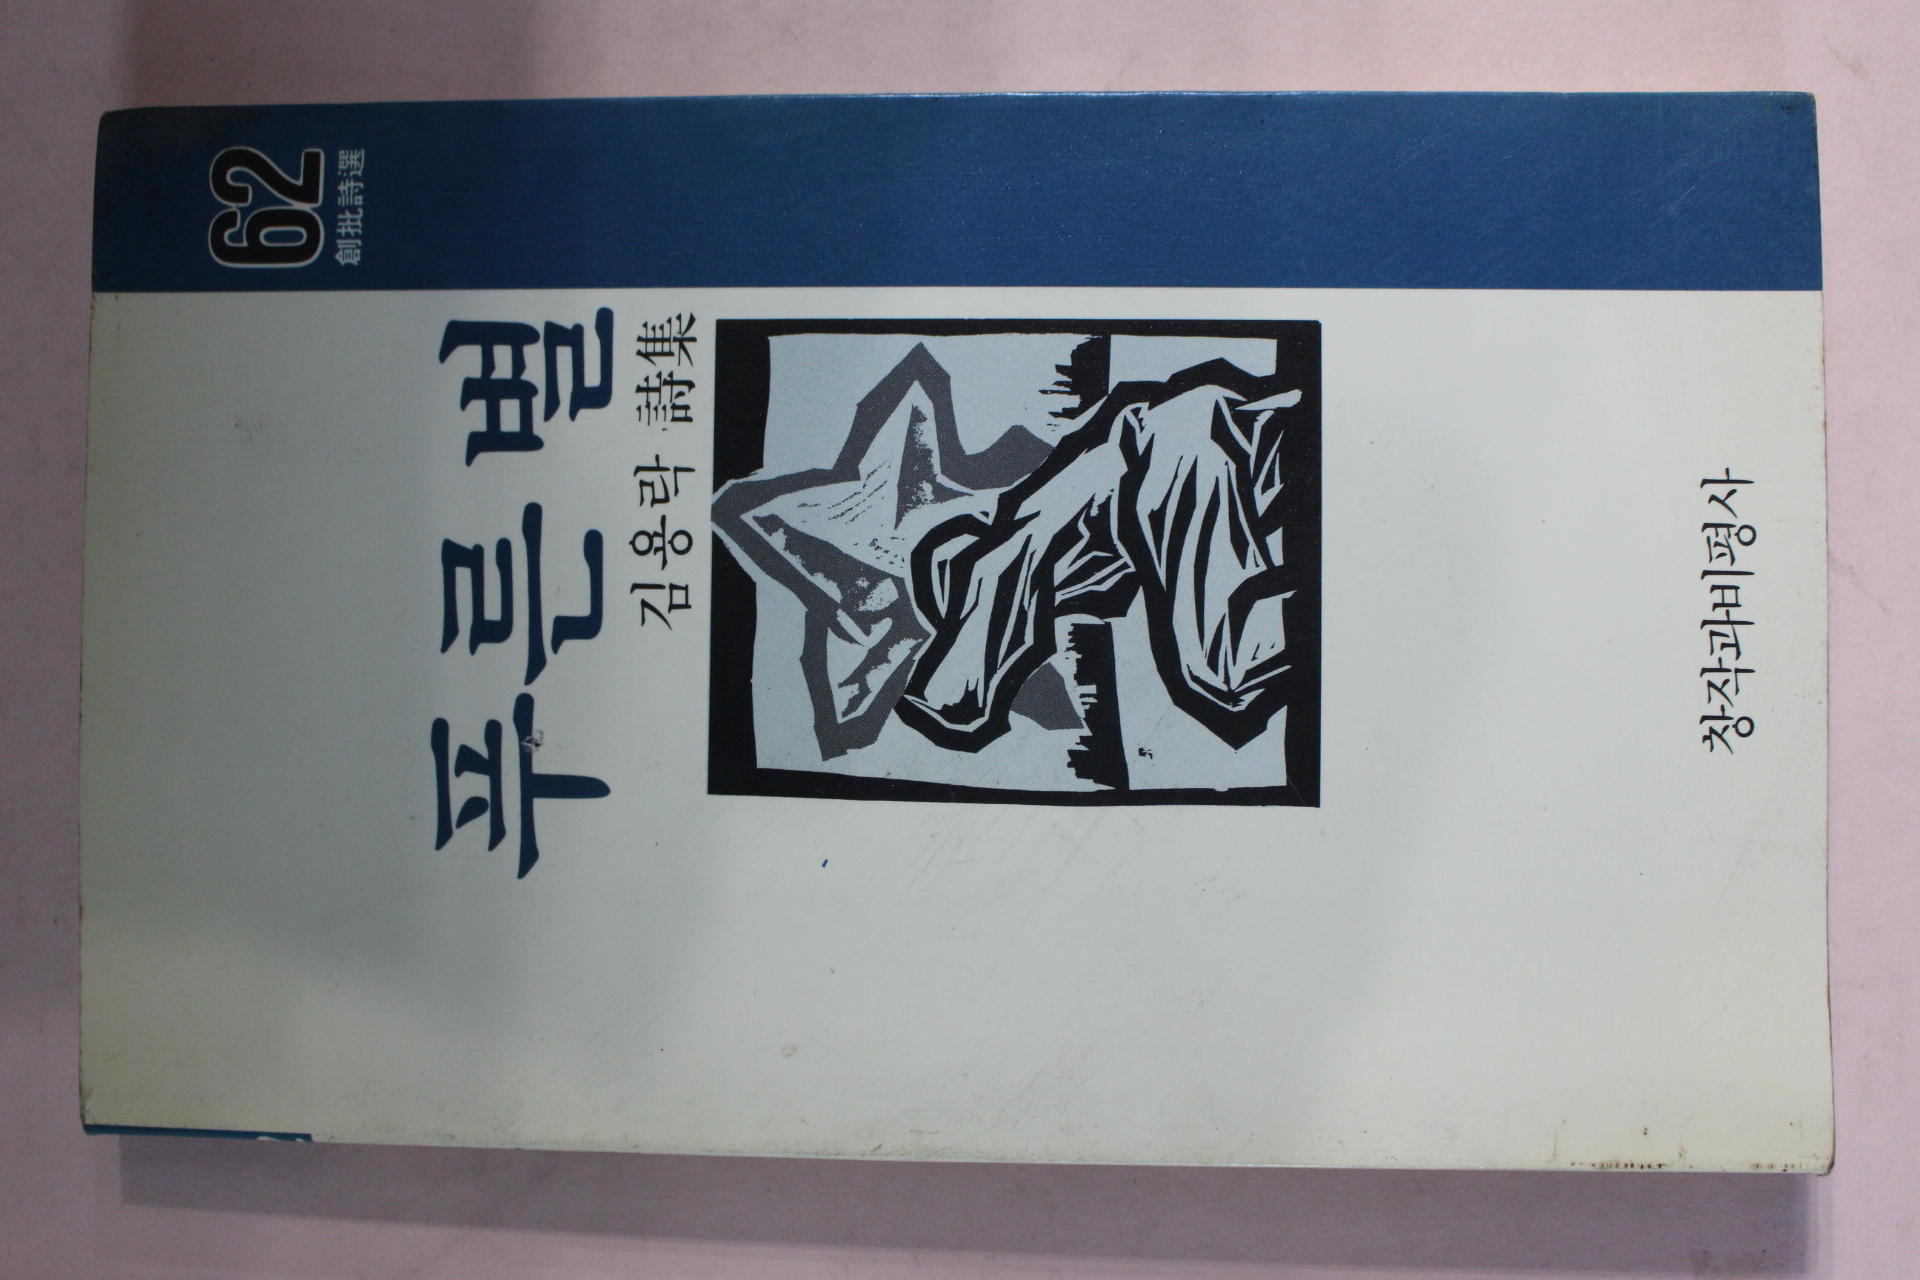 62
創批詩選
푸른 별
김용락 詩集
창작과비평사